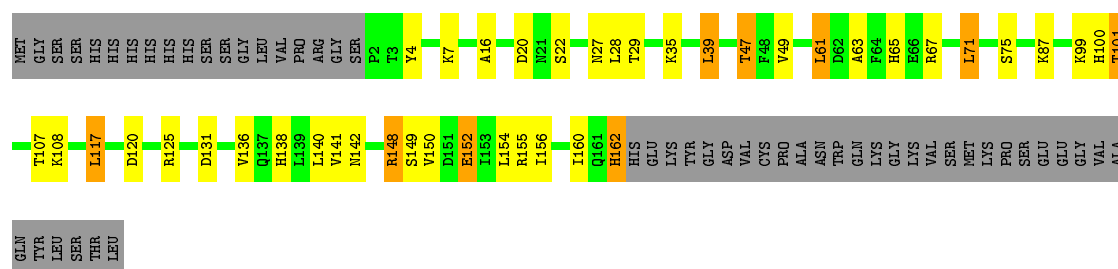 MET GLY SER SER HIS HIS HIS HIS HIS HIS SER SER GLY LEU VAL PRO ARG GLY SER P2 T3 Y4 K7 A16 D20 N21 S22 N27 L28 T29 K35 L39 T47 F48 V49 L61 D62 A63 F64 H65 E66 R67 L71 S75 K87 K99 H100 T101
T107 K108 L117 D120 R125 D131 V136 Q137 H138 L139 L140 V141 N142 R148 S149 V150 D151 E152 I153 L154 R155 I156 I160 Q161 H162 HIS GLU LYS TYR GLY ASP VAL CYS PRO ALA ASN TRP GLN LYS GLY LYS VAL SER MET LYS PRO SER GLU GLU GLY VAL ALA
GLN TYR LEU SER THR LEU